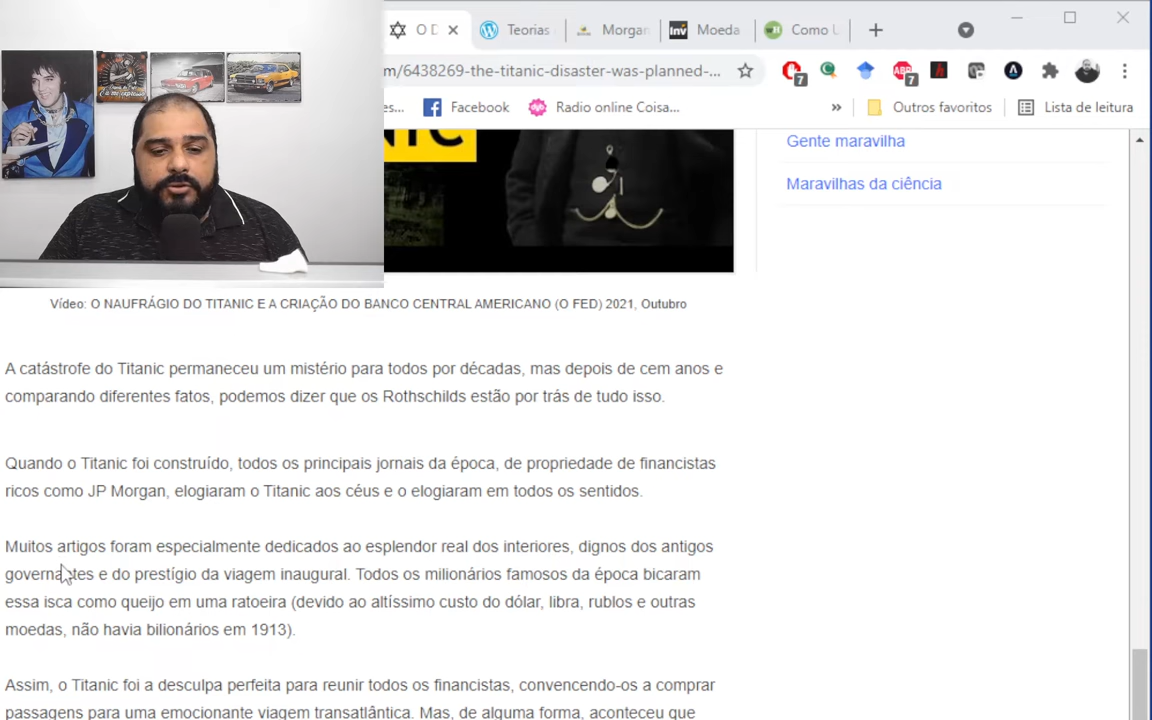 O D
Teorias
Morgan
Inv
Moeda
Como U
m/6438269-the-titanic-disaster-was-planned-...
7
ABP
7
es...
Facebook
Radio online Coisa...
»
Outros favoritos
Lista de leitura
Gente maravilha
Maravilhas da ciência
Vídeo: O NAUFRÁGIO DO TITANIC E A CRIAÇÃO DO BANCO CENTRAL AMERICANO (O FED) 2021, Outubro
A catástrofe do Titanic permaneceu um mistério para todos por décadas, mas depois de cem anos e
comparando diferentes fatos, podemos dizer que os Rothschilds estão por trás de tudo isso.
Quando o Titanic foi construído, todos os principais jornais da época, de propriedade de financistas
ricos como JP Morgan, elogiaram o Titanic aos céus e o elogiaram em todos os sentidos.
Muitos artigos foram especialmente dedicados ao esplendor real dos interiores, dignos dos antigos
governantes e do prestígio da viagem inaugural. Todos os milionários famosos da época bicaram
essa isca como queijo em uma ratoeira (devido ao altíssimo custo do dólar, libra, rublos e outras
moedas, não havia bilionários em 1913).
Assim, o Titanic foi a desculpa perfeita para reunir todos os financistas, convencendo-os a comprar
passagens para uma emocionante viagem transatlântica. Mas, de alguma forma, aconteceu que